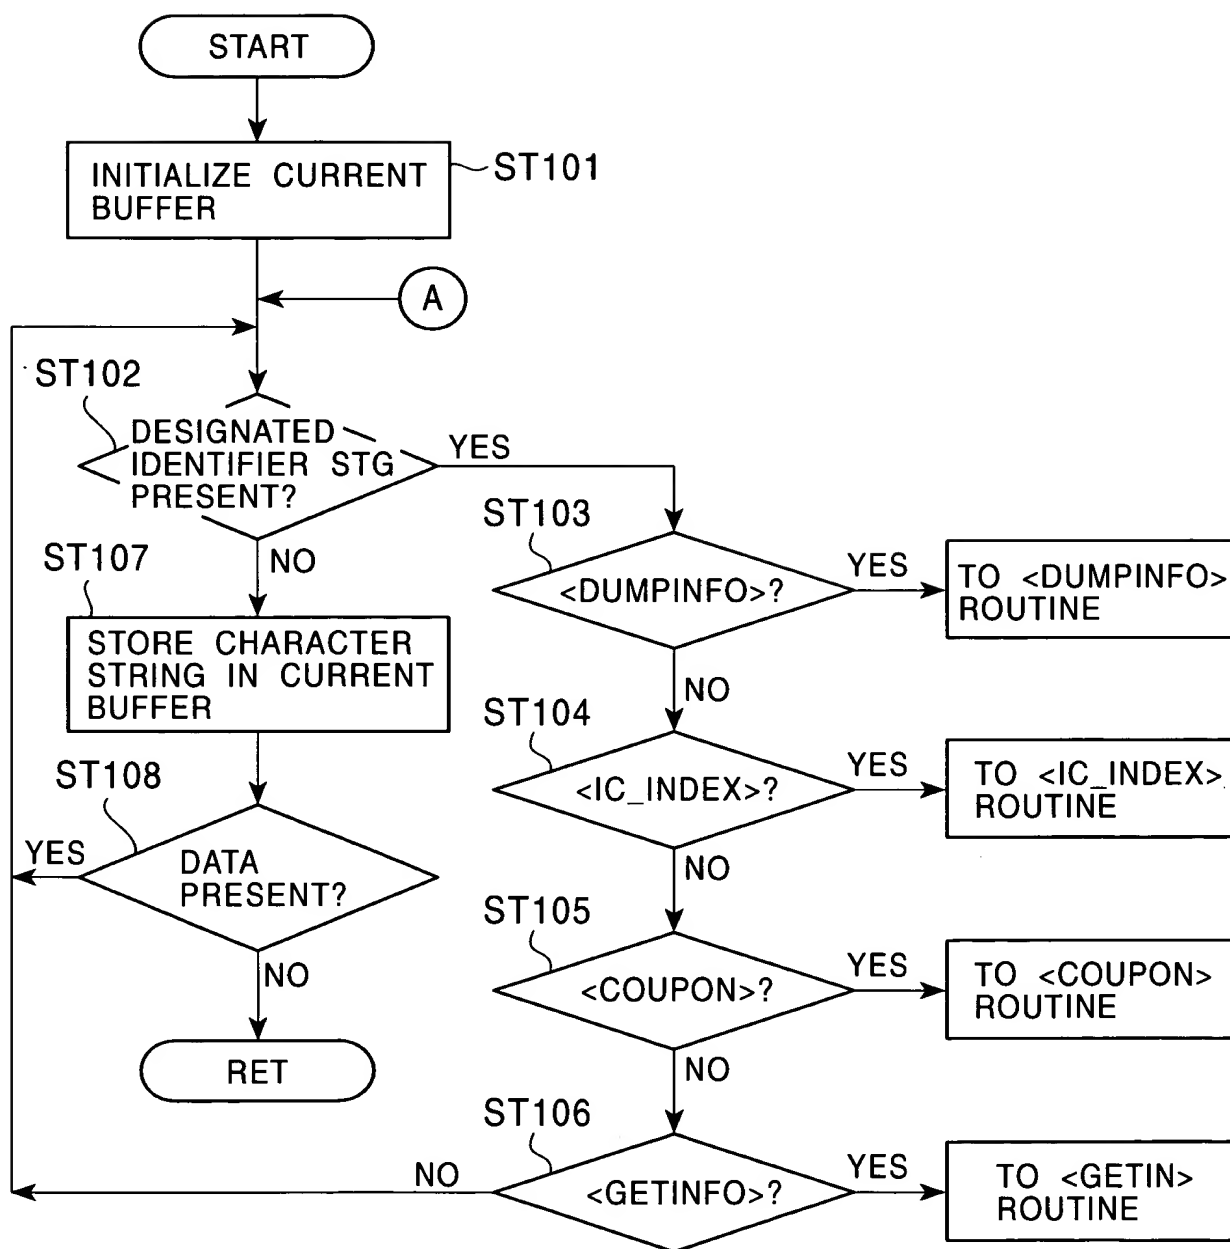 START
INITIALIZE CURRENT
BUFFER
ST101
A
ST102
DESIGNATED
IDENTIFIER STG
PRESENT?
YES
NO
ST103
<DUMPINFO>?
YES
TO <DUMPINFO>
ROUTINE
NO
ST107
STORE CHARACTER
STRING IN CURRENT
BUFFER
ST104
<IC_INDEX>?
YES
TO <IC_INDEX>
ROUTINE
NO
ST108
DATA
PRESENT?
YES
NO
RET
ST105
<COUPON>?
YES
TO <COUPON>
ROUTINE
NO
ST106
<GETINFO>?
YES
TO <GETIN>
ROUTINE
NO